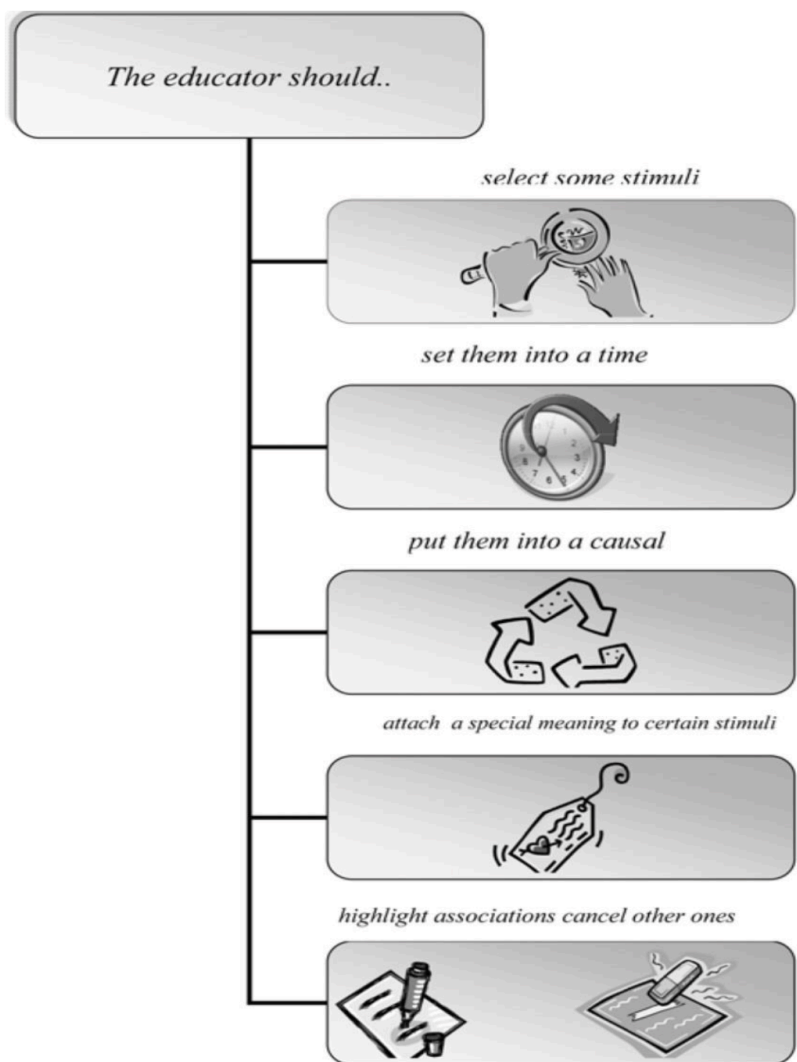 The educator should..
select some stimuli
set them into a time
put them into a causal
attach a special meaning to certain stimuli
highlight associations cancel other ones